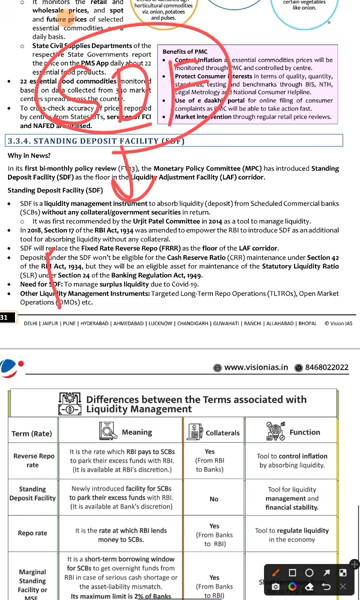 o It monitors the retail and
wholesale prices, and spot
and future prices of selected
essential commodities on a
daily basis.
o State Civil Supplies Departments of the
respective State Governments report
the price on the PMS App daily about 22
essential food products.
22 essential food commodities monitored
based on data collected from 340 market
centres spread across the country.
To cross-check accuracy of prices reported
by centres from States/UTs, services of FCI
and NAFED are utilised.
horticultural commodities
viz. onion, potatoes
and pulses.
certain vegetables
like onion.
Benefits of PMC
Control Inflation as essential commodities prices will be
monitored through PMC and controlled by centre.
Protect Consumer Interests in terms of quality, quantity,
standards, testing and benchmarks through BIS, NTH,
Legal Metrology and National Consumer Helpline.
Use of e daakhil portal for online filing of consumer
complaints as PMC will be able to take action fast.
Market intervention through regular retail price reviews.
SDF
3.3.4. STANDING DEPOSIT FACILITY (SDF)
Why in News?
In its first bi-monthly policy review (FY23), the Monetary Policy Committee (MPC) has introduced Standing
Deposit Facility (SDF) as the floor in the Liquidity Adjustment Facility (LAF) corridor.
Standing Deposit Facility (SDF)
• SDF is a liquidity management instrument to absorb liquidity (deposit) from Scheduled Commercial banks
(SCBs) without any collateral/government securities in return.
o It was first recommended by the Urjit Patel Committee in 2014 as a tool to manage liquidity.
• In 2018, Section 17 of the RBI Act, 1934 was amended to empower the RBI to introduce SDF as an additional
tool for absorbing liquidity without any collateral.
• SDF will replace the Fixed Rate Reverse Repo (FRRR) as the floor of the LAF corridor.
• Deposits under the SDF won't be eligible for the Cash Reserve Ratio (CRR) maintenance under Section 42
of the RBI Act, 1934, but they will be an eligible asset for maintenance of the Statutory Liquidity Ratio
(SLR) under Section 24 of the Banking Regulation Act, 1949.
• Need for SDF: To manage surplus liquidity due to Covid-19.
• Other Liquidity Management Instruments: Targeted Long-Term Repo Operations (TLTROs), Open Market
Operations (OMOs) etc.
31
DELHI | JAIPUR | PUNE | HYDERABAD | AHMEDABAD | LUCKNOW | CHANDIGARH | GUWAHATI | RANCHI | ALLAHABAD | BHOPAL © Vision IAS
www.visionias.in 8468022022
Differences between the Terms associated with
Liquidity Management
Term (Rate) Meaning Collaterals Function
Reverse Repo
rate
It is the rate which RBI pays to SCBs
to park their excess funds with RBI.
(It is available at RBI's discretion.)
Yes
(From RBI
to Banks)
Tool to control inflation
by absorbing liquidity.
Standing
Deposit Facility
Newly introduced facility for SCBs
to park their excess funds with RBI.
(It is available at Bank's discretion)
No
Tool for liquidity
management and
financial stability.
Repo rate
It is the rate at which RBI lends
money to SCBs.
Yes
(From Banks
to RBI)
Tool to regulate liquidity
in the economy
Marginal
Standing
Facility or
MSF
It is a short-term borrowing window
for SCBs to get overnight funds from
RBI in case of serious cash shortage or
the asset-liability mismatch.
Its maximum limit is 2% of Banks
Yes
(From Banks
to RBI)